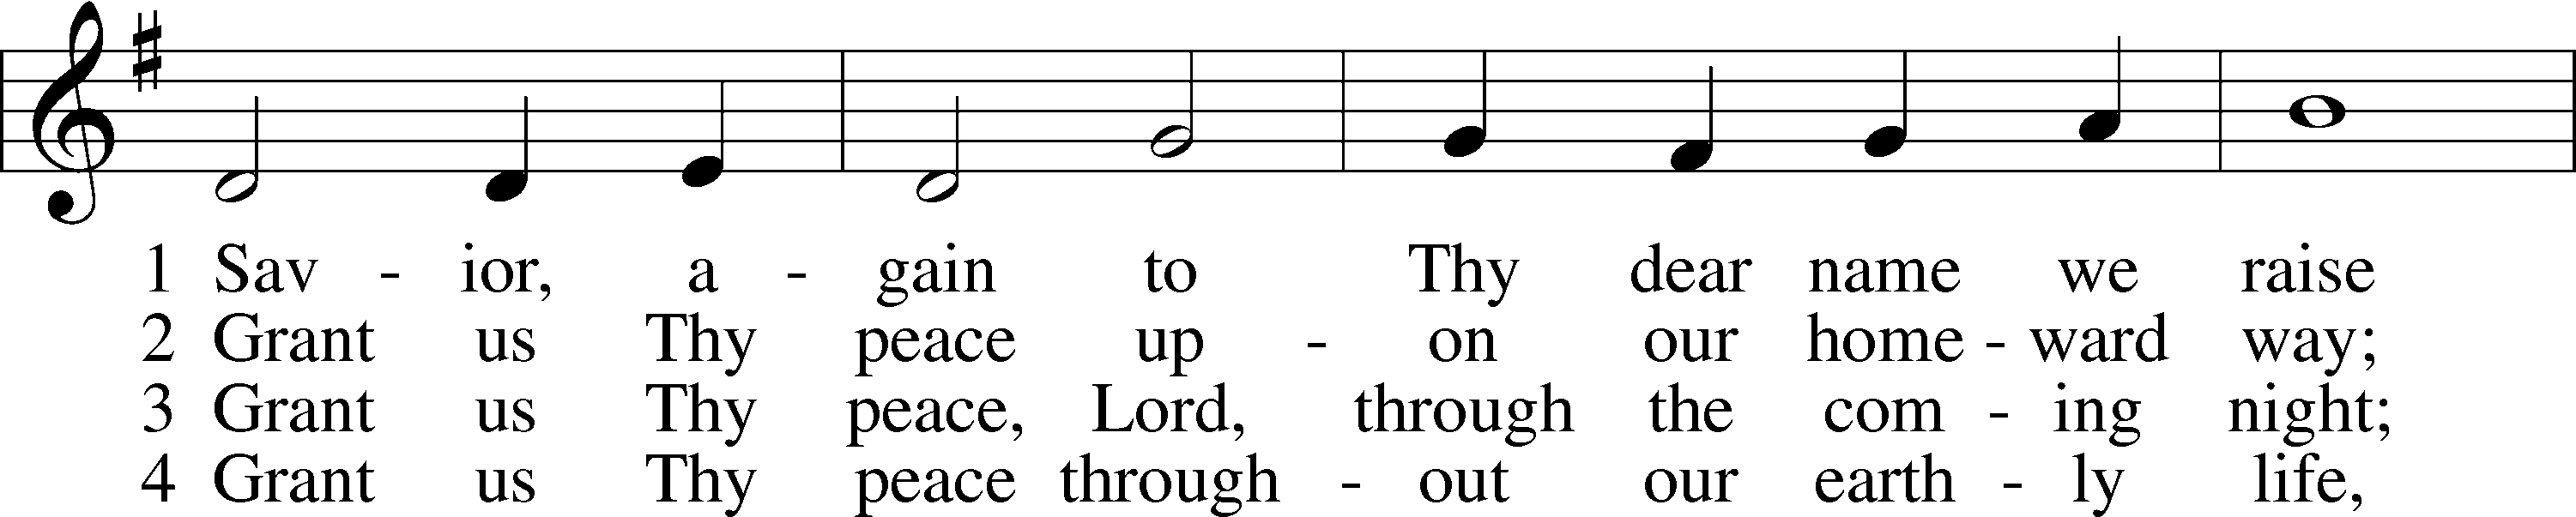 1 Sav - ior, a - gain to Thy dear name we raise
2 Grant us Thy peace up - on our home - ward way;
3 Grant us Thy peace, Lord, through the com - ing night;
4 Grant us Thy peace through - out our earth - ly life,